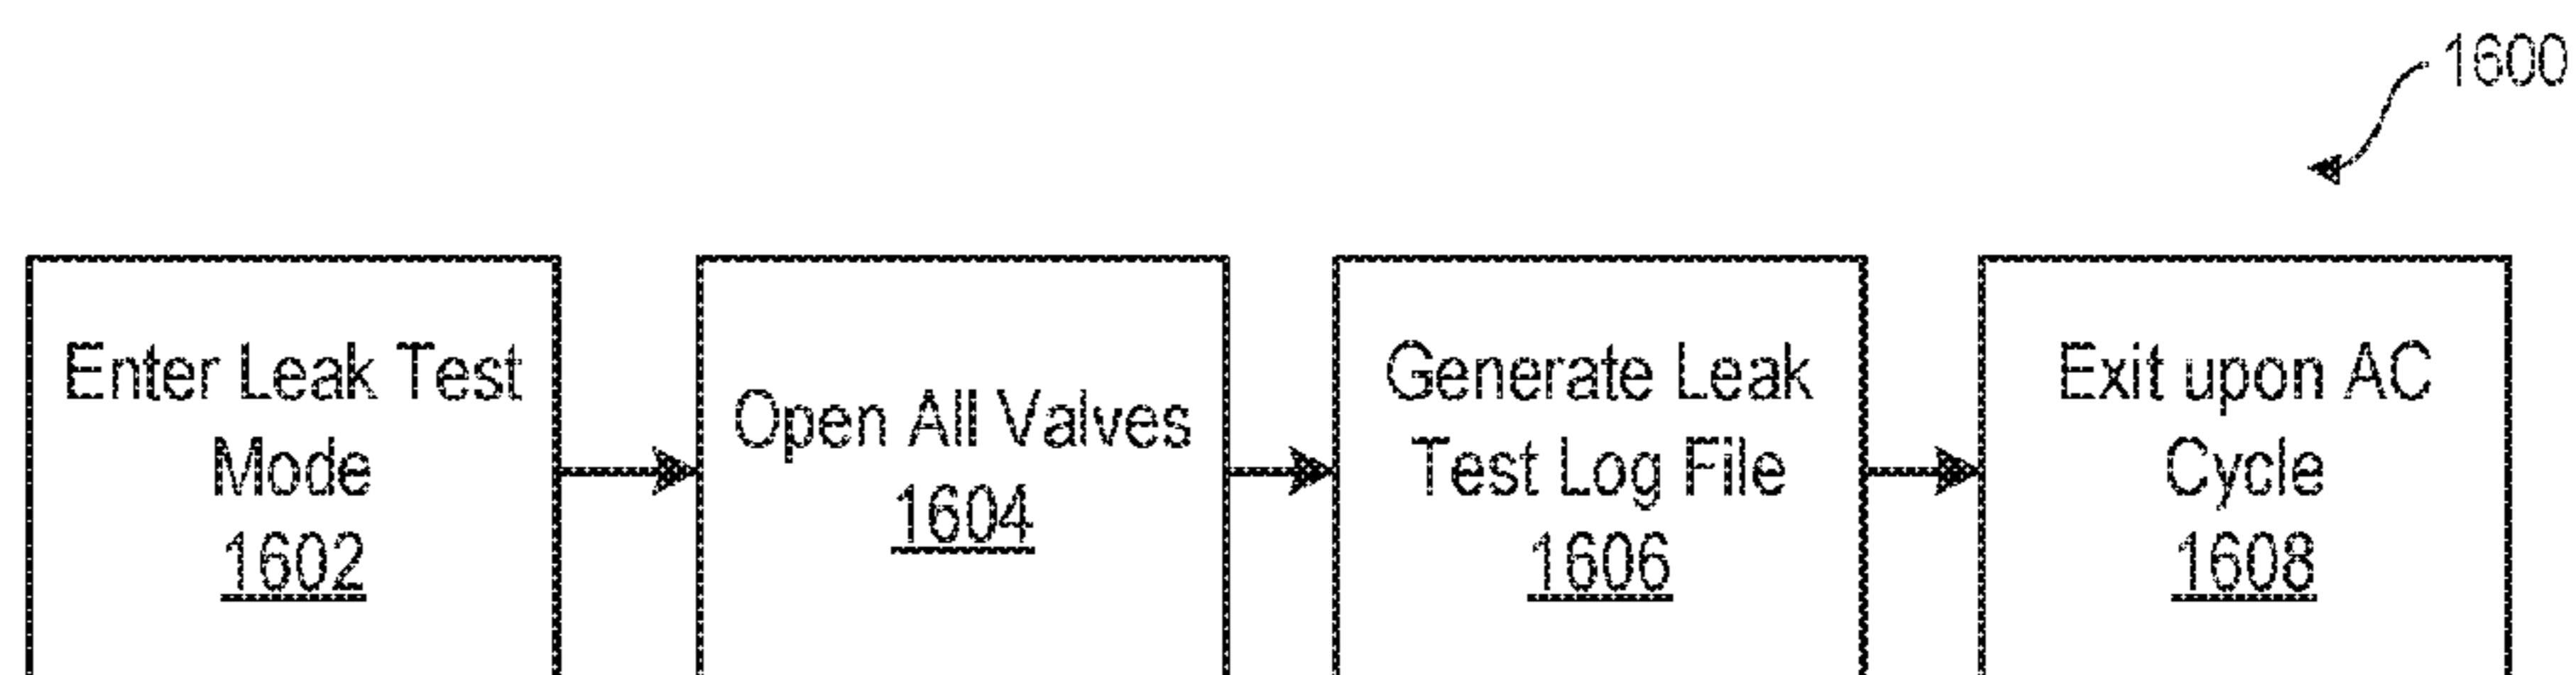 1600
Enter Leak Test
Mode
1602
Open All Valves
1604
Generate Leak
Test Log File
1606
Exit upon AC
Cycle
1608